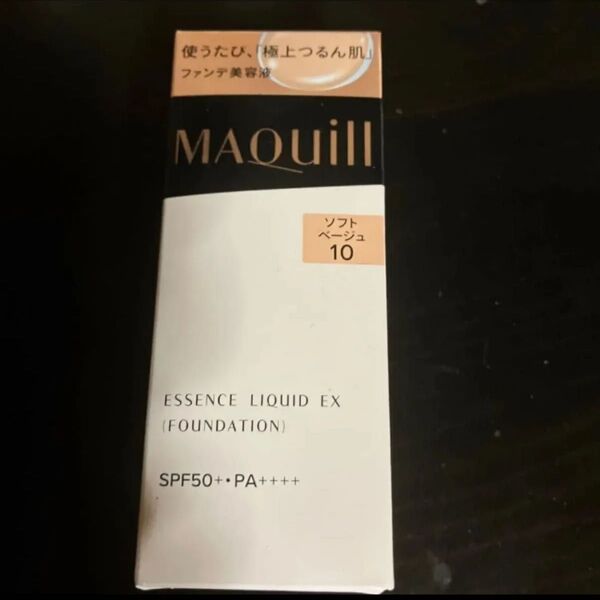 使うたび、「極上つるん肌」
ファンデ美容液
MAQuill
ソフト
ベージュ
10
ESSENCE LIQUID EX
(FOUNDATION)
SPF50+・PA++++